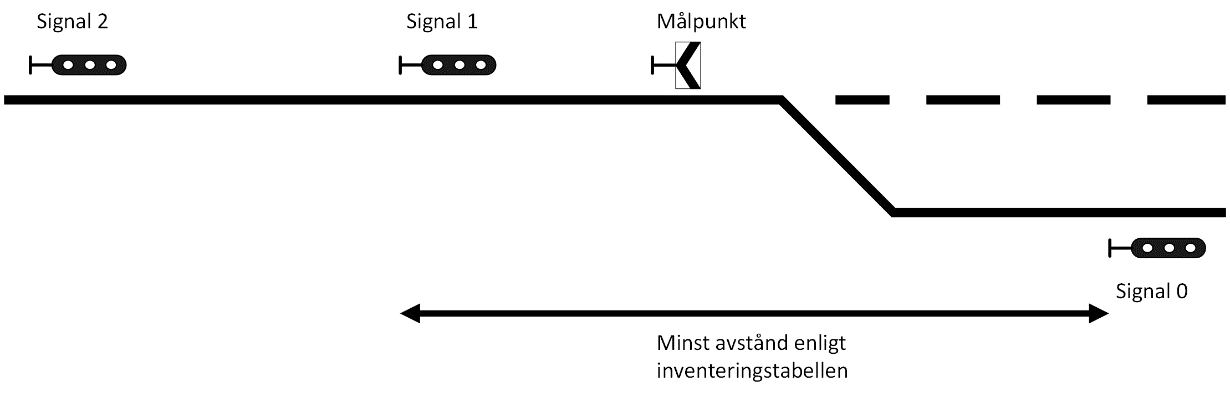 Signal 2
Signal 1
Målpunkt
Signal 0
Minst avstånd enligt
inventeringstabellen